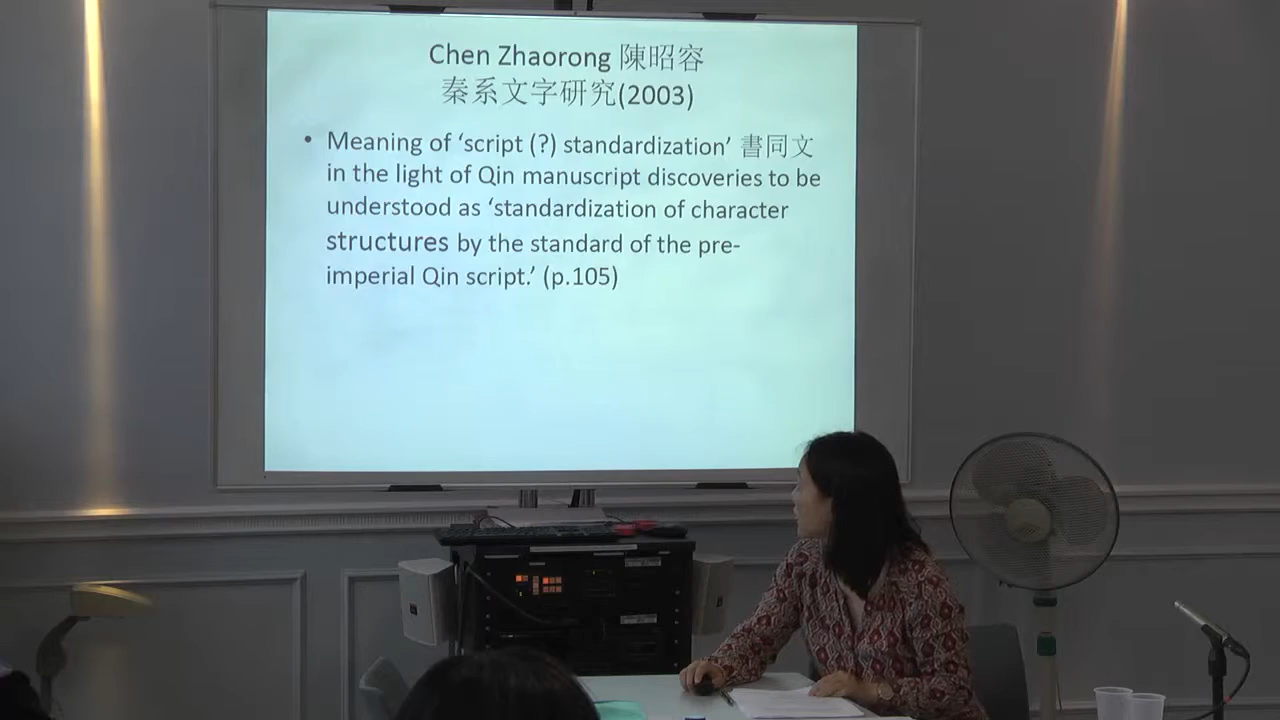 Chen Zhaorong 陳昭容
秦系文字研究(2003)
• Meaning of ‘script (?) standardization’ 書同文
in the light of Qin manuscript discoveries to be
understood as ‘standardization of character
structures by the standard of the pre-
imperial Qin script.’ (p.105)